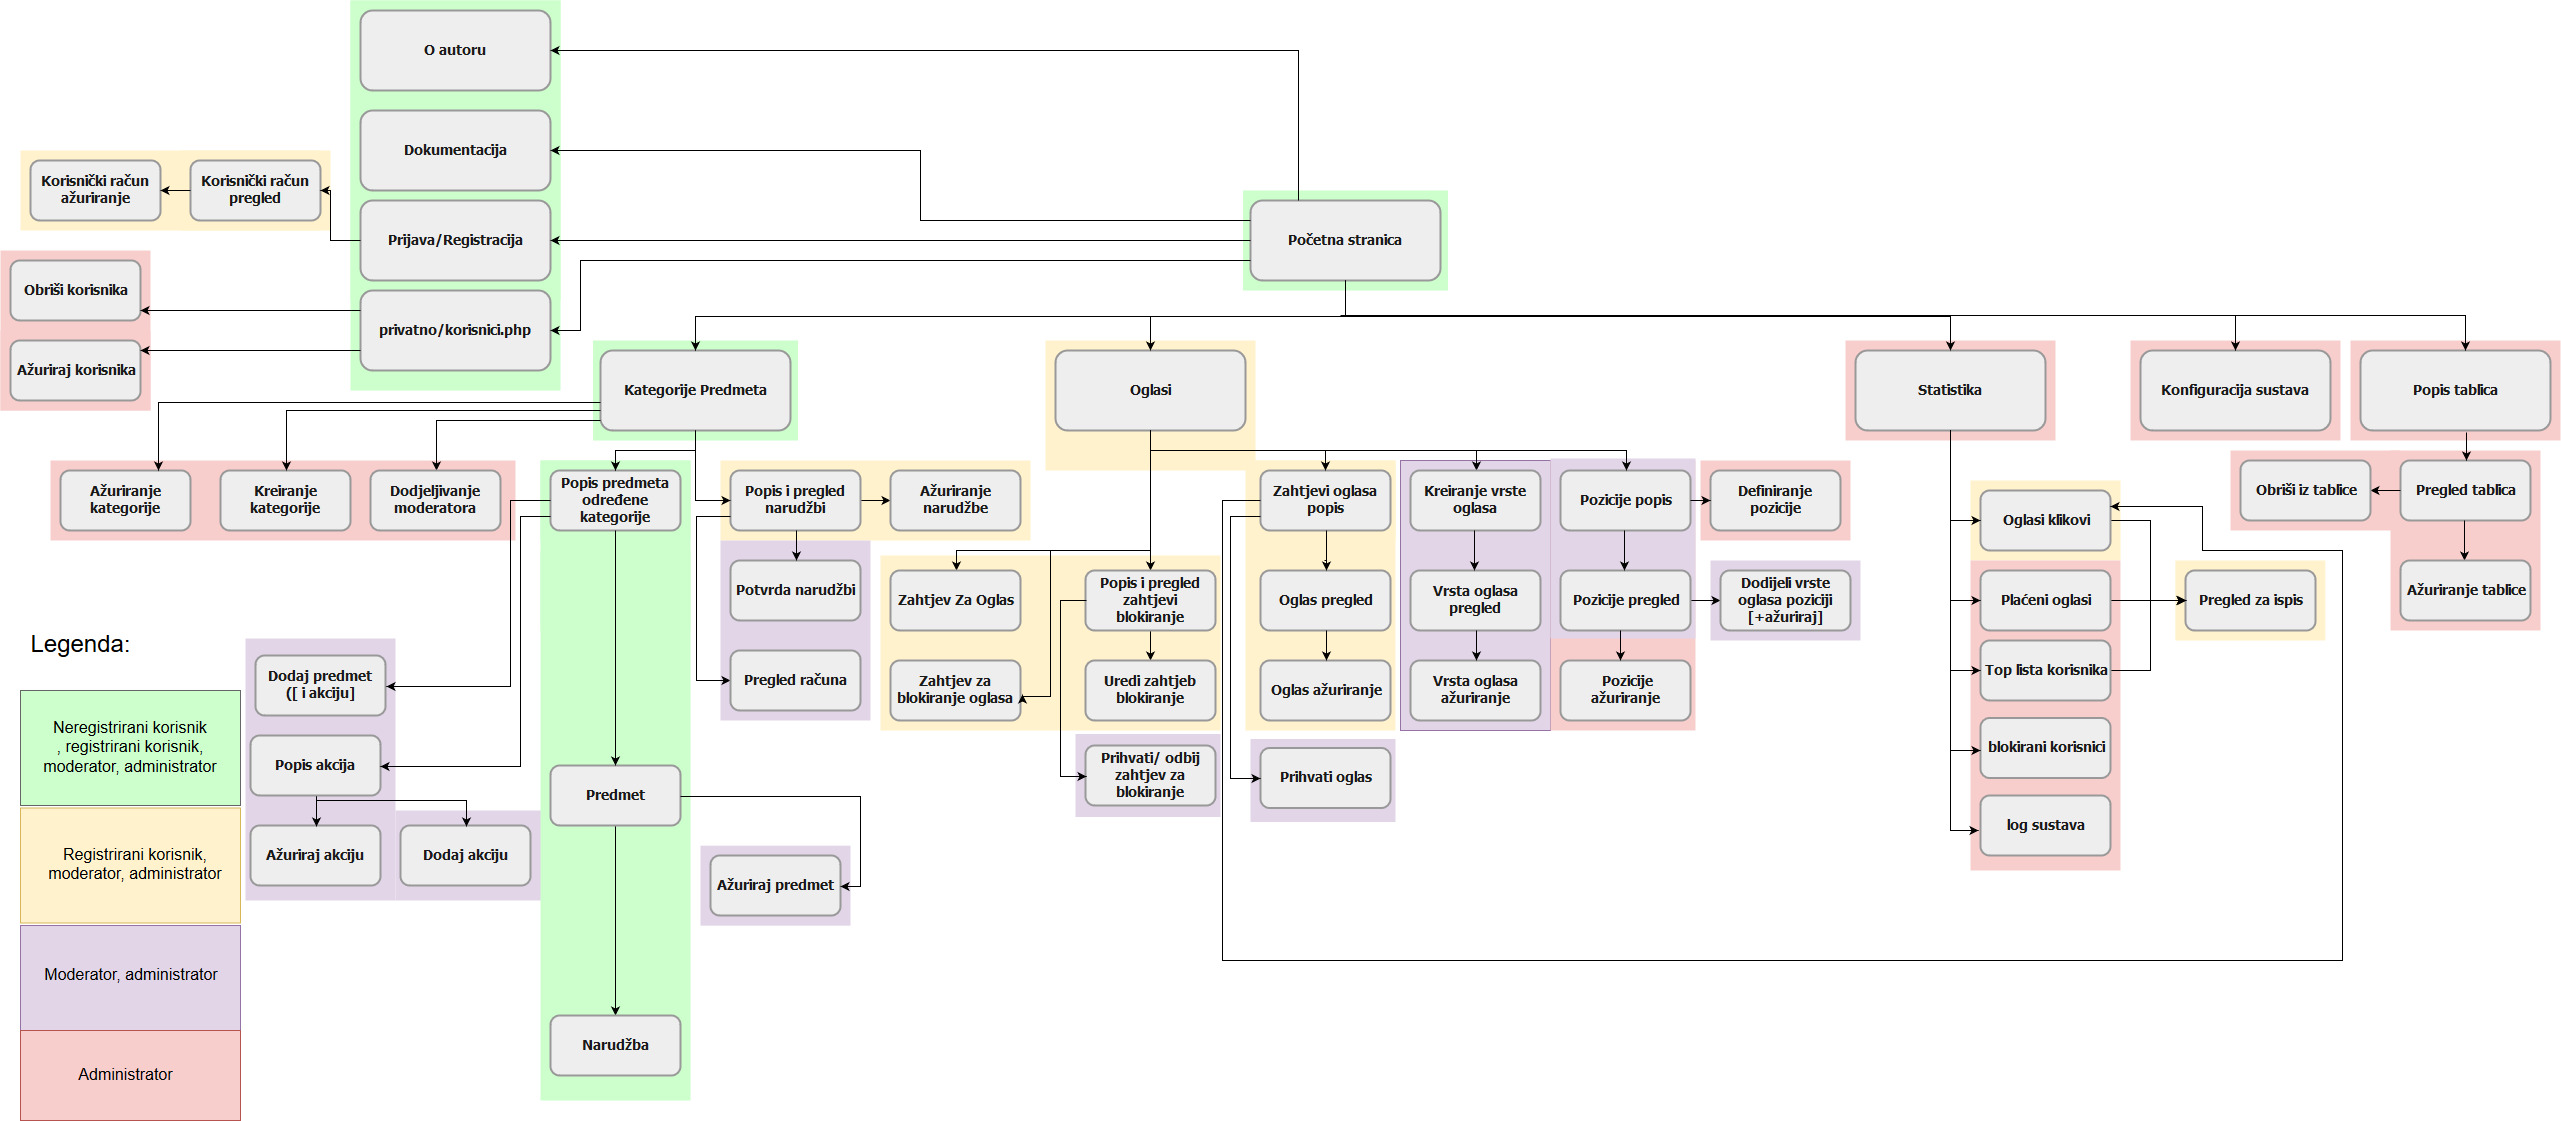 O autoru
Dokumentacija
Korisnički račun
ažuriranje
Korisnički račun
pregled
Prijava/Registracija
Početna stranica
Obriši korisnika
privatno/korisnici.php
Ažuriraj korisnika
Kategorije Predmeta
Oglasi
Statistika
Konfiguracija sustava
Popis tablica
Ažuriranje
kategorije
Kreiranje
kategorije
Dodjeljivanje
moderatora
Popis predmeta
određene
kategorije
Popis i pregled
narudžbi
Ažuriranje
narudžbe
Zahtjevi oglasa
popis
Kreiranje vrste
oglasa
Pozicije popis
Definiranje
pozicije
Oglasi klikovi
Obriši iz tablice
Pregled tablica
Potvrda narudžbi
Zahtjev Za Oglas
Popis i pregled
zahtjevi
blokiranje
Oglas pregled
Vrsta oglasa
pregled
Pozicije pregled
Dodijeli vrste
oglasa poziciji
[+ažuriraj]
Plaćeni oglasi
Pregled za ispis
Ažuriranje tablice
Legenda:
Dodaj predmet
([ i akciju]
Pregled računa
Zahtjev za
blokiranje oglasa
Uredi zahtjeb
blokiranje
Oglas ažuriranje
Vrsta oglasa
ažuriranje
Pozicije
ažuriranje
Top lista korisnika
Neregistrirani korisnik
, registrirani korisnik,
moderator, administrator
Popis akcija
Predmet
Prihvati/ odbij
zahtjev za
blokiranje
Prihvati oglas
blokirani korisnici
log sustava
Registrirani korisnik,
moderator, administrator
Ažuriraj akciju
Dodaj akciju
Ažuriraj predmet
Moderator, administrator
Narudžba
Administrator